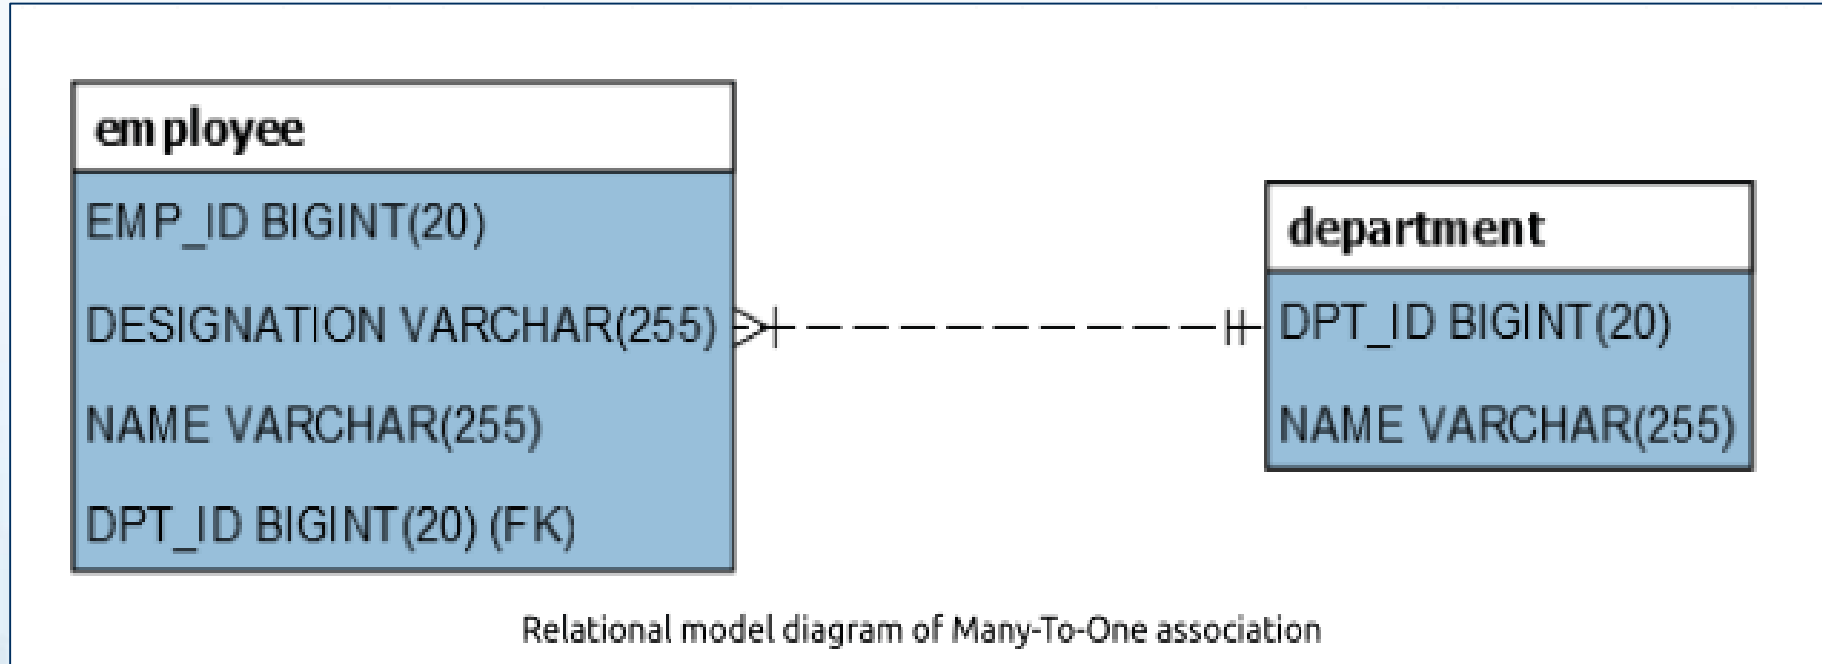 employee
EMP_ID BIGINT(20)
DESIGNATION VARCHAR(255)
NAME VARCHAR(255)
DPT_ID BIGINT(20) (FK)
department
DPT_ID BIGINT(20)
NAME VARCHAR(255)
Relational model diagram of Many-To-One association